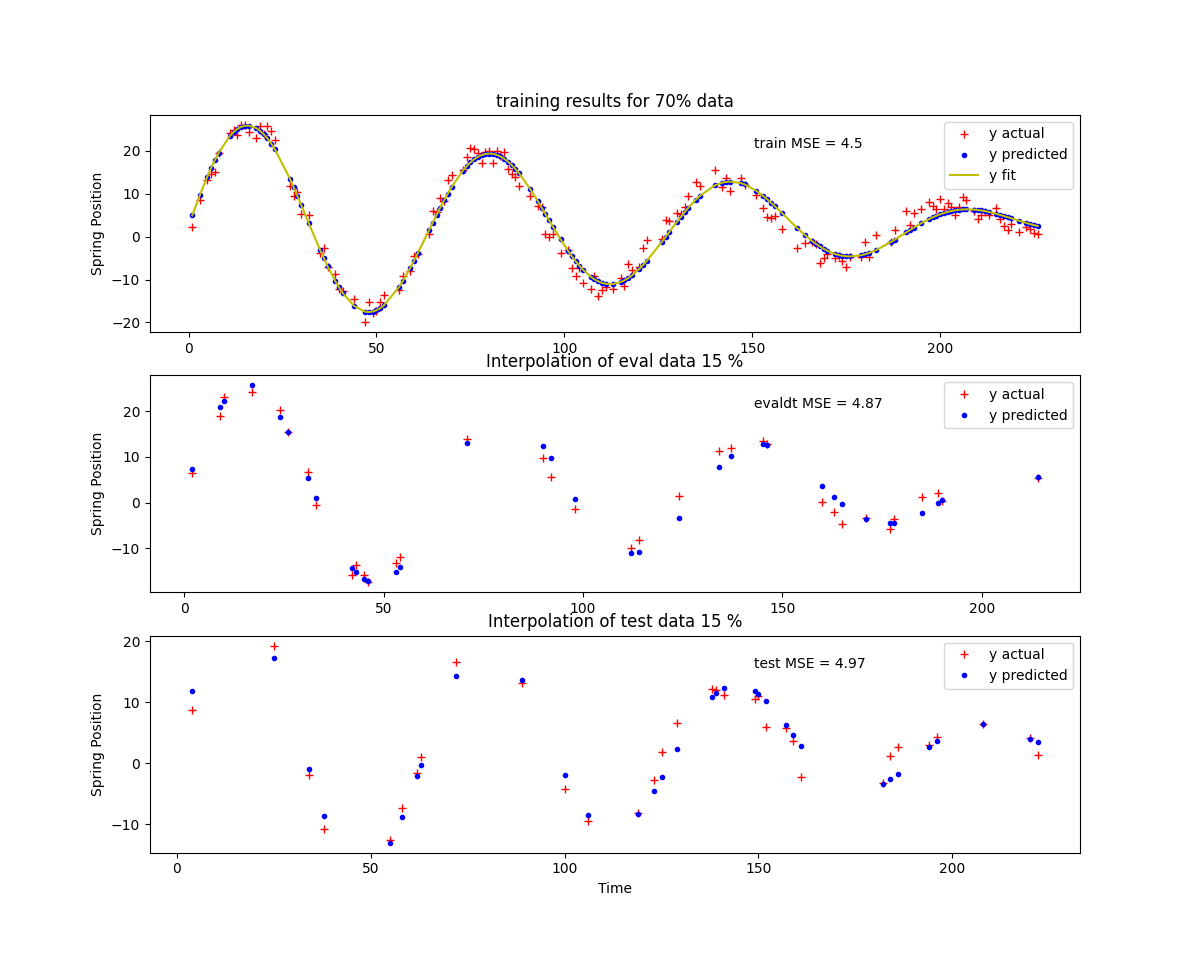 training results for 70% data
train MSE = 4.5
y actual
y predicted
y fit
Spring Position
20
10
0
−10
−20
0
50
100
150
200
Interpolation of eval data 15 %
evaldt MSE = 4.87
y actual
y predicted
Spring Position
20
10
0
−10
0
50
100
150
200
Interpolation of test data 15 %
test MSE = 4.97
y actual
y predicted
Spring Position
20
10
0
−10
0
50
100
150
200
Time